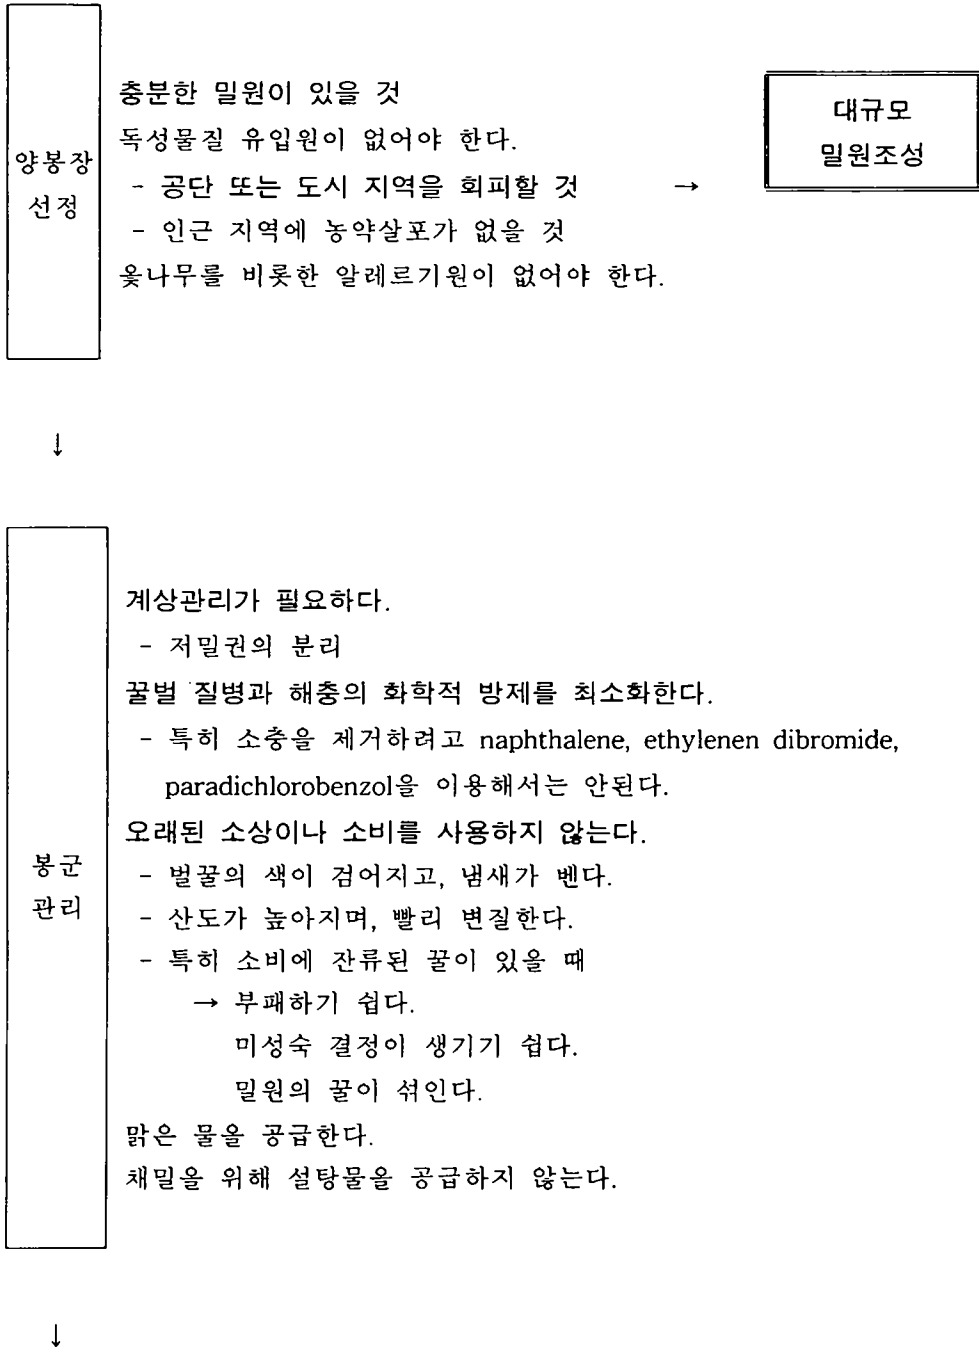 양봉장
선정
충분한 밀원이 있을 것
독성물질 유입원이 없어야 한다.
- 공단 또는 도시 지역을 회피할 것 →
- 인근 지역에 농약살포가 없을 것
옻나무를 비롯한 알레르기원이 없어야 한다.
대규모
밀원조성
↓
봉군
관리
계상관리가 필요하다.
- 저밀권의 분리
꿀벌 질병과 해충의 화학적 방제를 최소화한다.
- 특히 소충을 제거하려고 naphthalene, ethylenen dibromide,
paradichlorobenzol을 이용해서는 안된다.
오래된 소상이나 소비를 사용하지 않는다.
- 벌꿀의 색이 검어지고, 냄새가 벤다.
- 산도가 높아지며, 빨리 변질한다.
- 특히 소비에 잔류된 꿀이 있을 때
→ 부패하기 쉽다.
미성숙 결정이 생기기 쉽다.
밀원의 꿀이 섞인다.
맑은 물을 공급한다.
채밀을 위해 설탕물을 공급하지 않는다.
↓